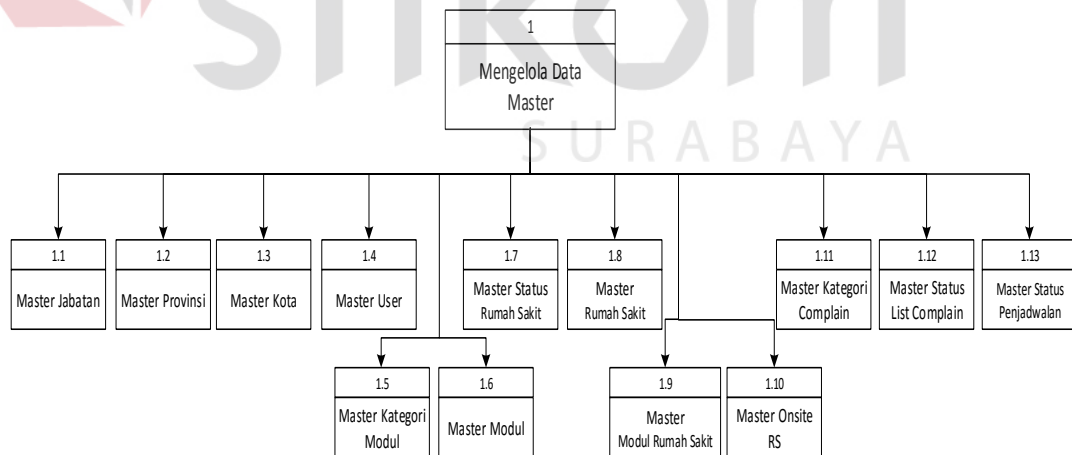 stikom
SURABAYA
1
Mengelola Data
Master
1.1
Master Jabatan
1.2
Master Provinsi
1.3
Master Kota
1.4
Master User
1.7
Master Status
Rumah Sakit
1.8
Master
Rumah Sakit
1.11
Master Kategori
Complain
1.12
Master Status
List Complain
1.13
Master Status
Penjadwalan
1.5
Master Kategori
Modul
1.6
Master Modul
1.9
Master
Modul Rumah Sakit
1.10
Master Onsite
RS